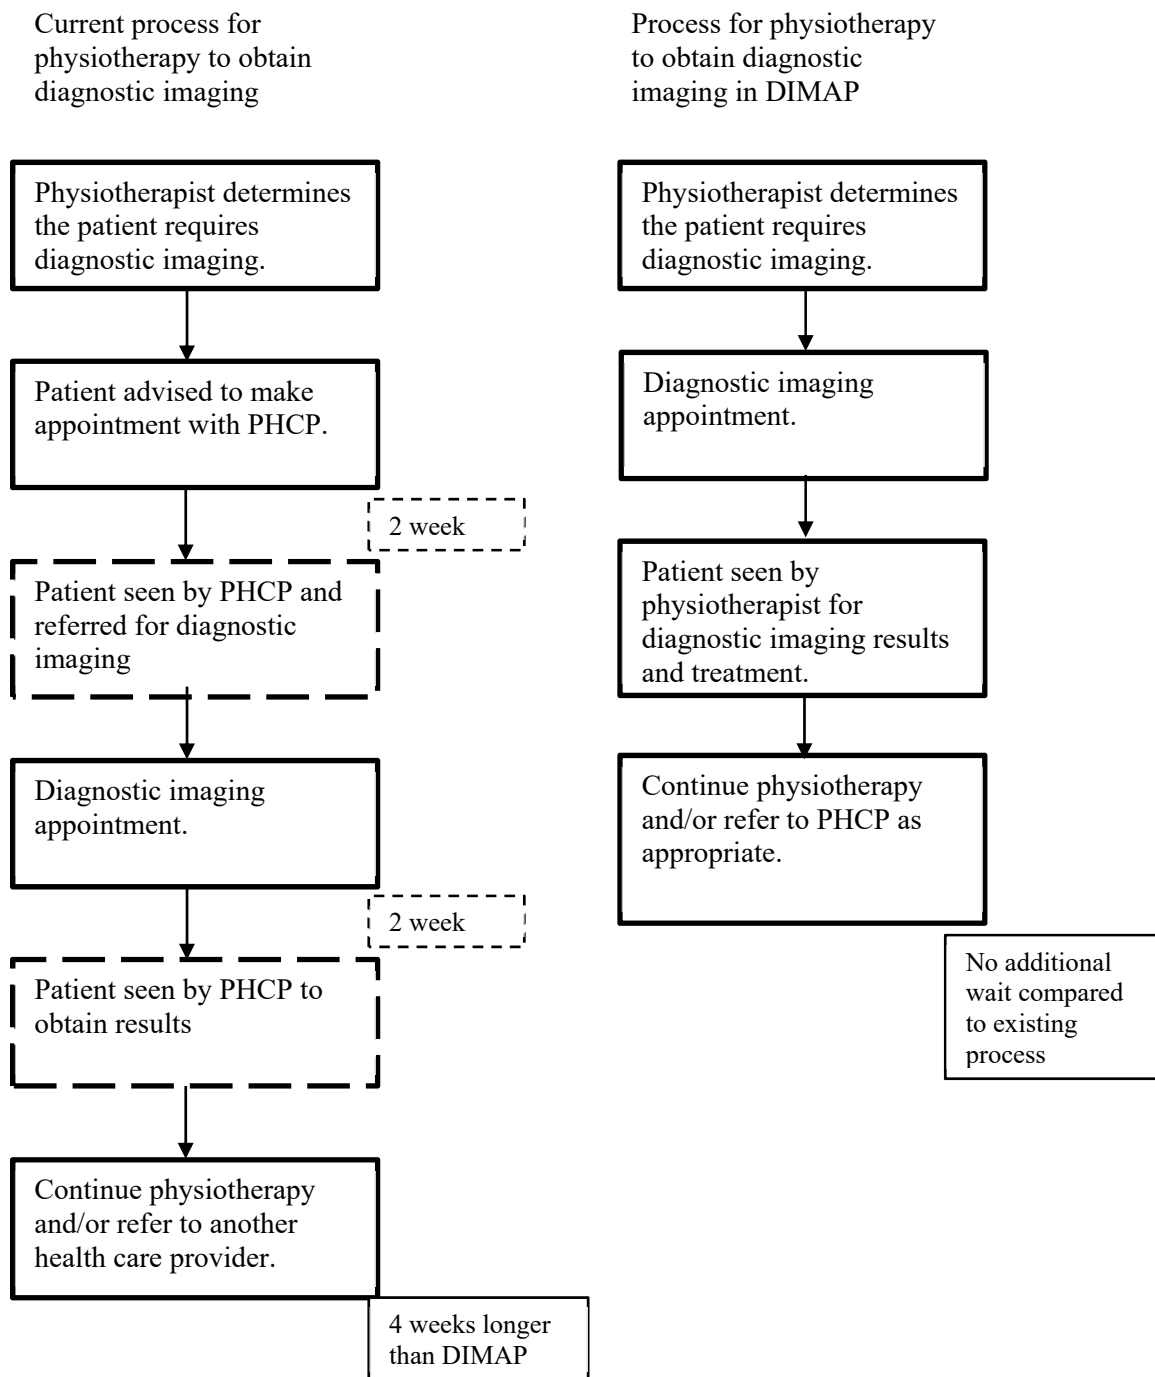 Current process for
physiotherapy to obtain
diagnostic imaging
Physiotherapist determines
the patient requires
diagnostic imaging.
Patient advised to make
appointment with PHCP.
2 week
Patient seen by PHCP and
referred for diagnostic
imaging
Diagnostic imaging
appointment.
2 week
Patient seen by PHCP to
obtain results
Continue physiotherapy
and/or refer to another
health care provider.
4 weeks longer
than DIMAP
Process for physiotherapy
to obtain diagnostic
imaging in DIMAP
Physiotherapist determines
the patient requires
diagnostic imaging.
Diagnostic imaging
appointment.
Patient seen by
physiotherapist for
diagnostic imaging results
and treatment.
Continue physiotherapy
and/or refer to PHCP as
appropriate.
No additional
wait compared
to existing
process